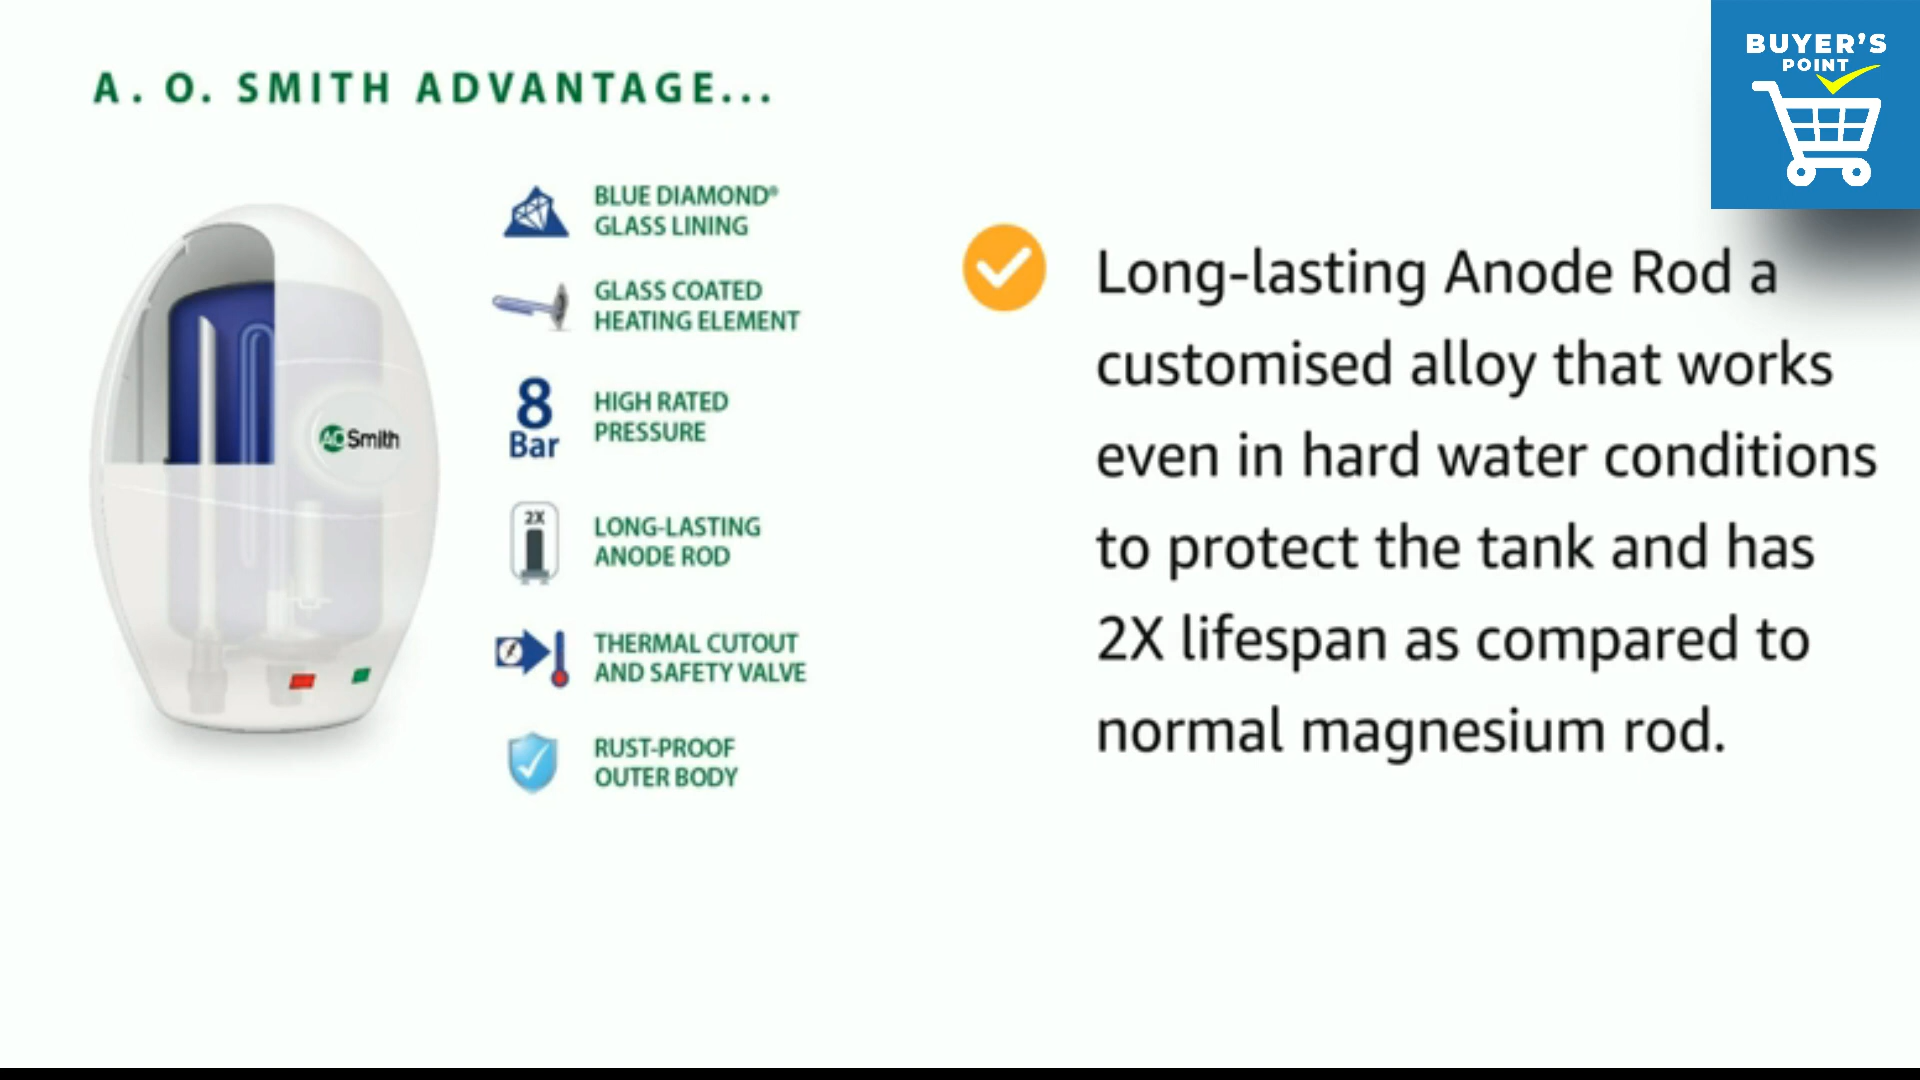 A. O. SMITH ADVANTAGE...
BUYER'S
POINT
BLUE DIAMOND®
GLASS LINING
GLASS COATED
HEATING ELEMENT
8
Bar
HIGH RATED
PRESSURE
2X
LONG-LASTING
ANODE ROD
THERMAL CUTOUT
AND SAFETY VALVE
RUST-PROOF
OUTER BODY
AOSmith
Long-lasting Anode Rod a
customised alloy that works
even in hard water conditions
to protect the tank and has
2X lifespan as compared to
normal magnesium rod.